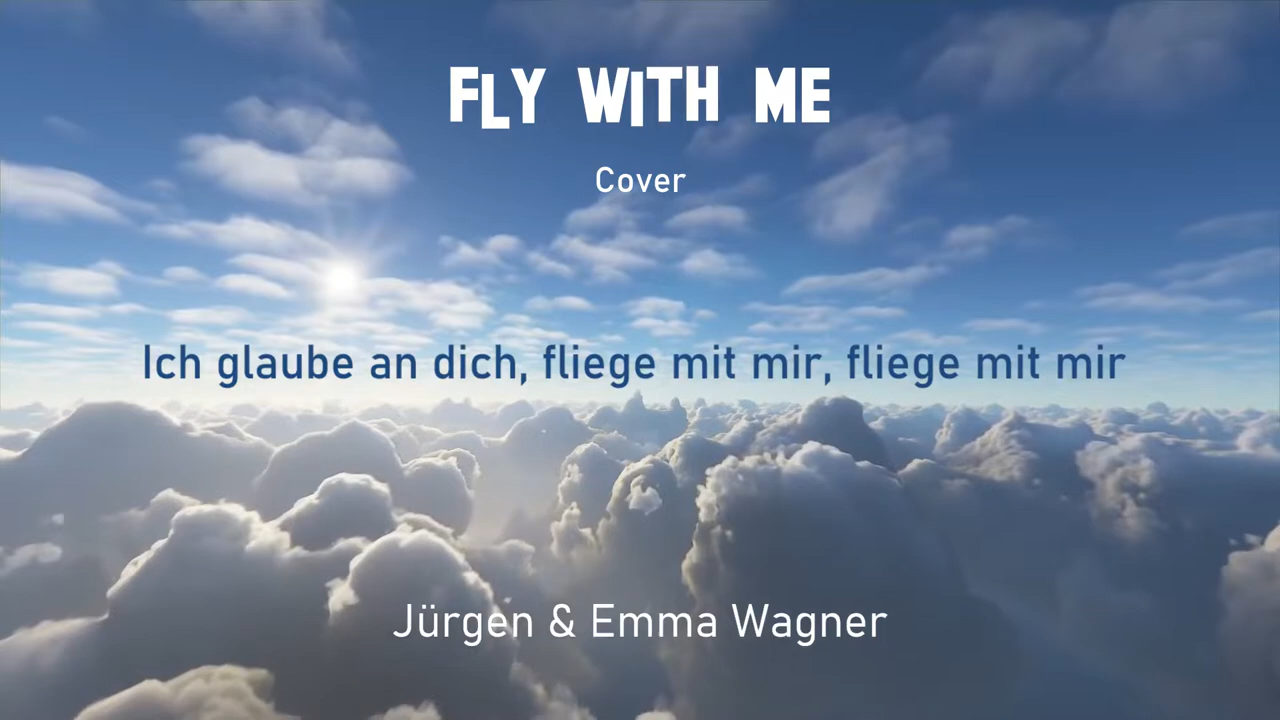 FLY WITH ME
Cover
Ich glaube an dich, fliege mit mir, fliege mit mir
Jürgen & Emma Wagner